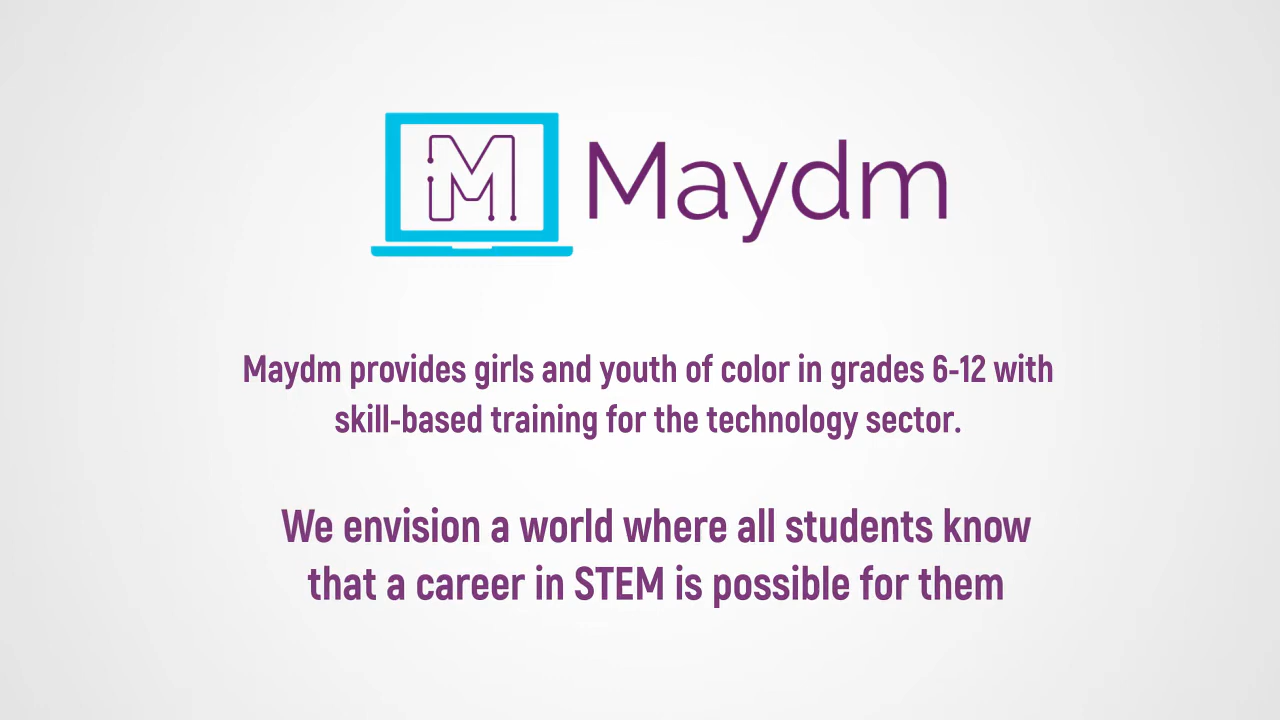 M Maydm
Maydm provides girls and youth of color in grades 6-12 with
skill-based training for the technology sector.
We envision a world where all students know
that a career in STEM is possible for them